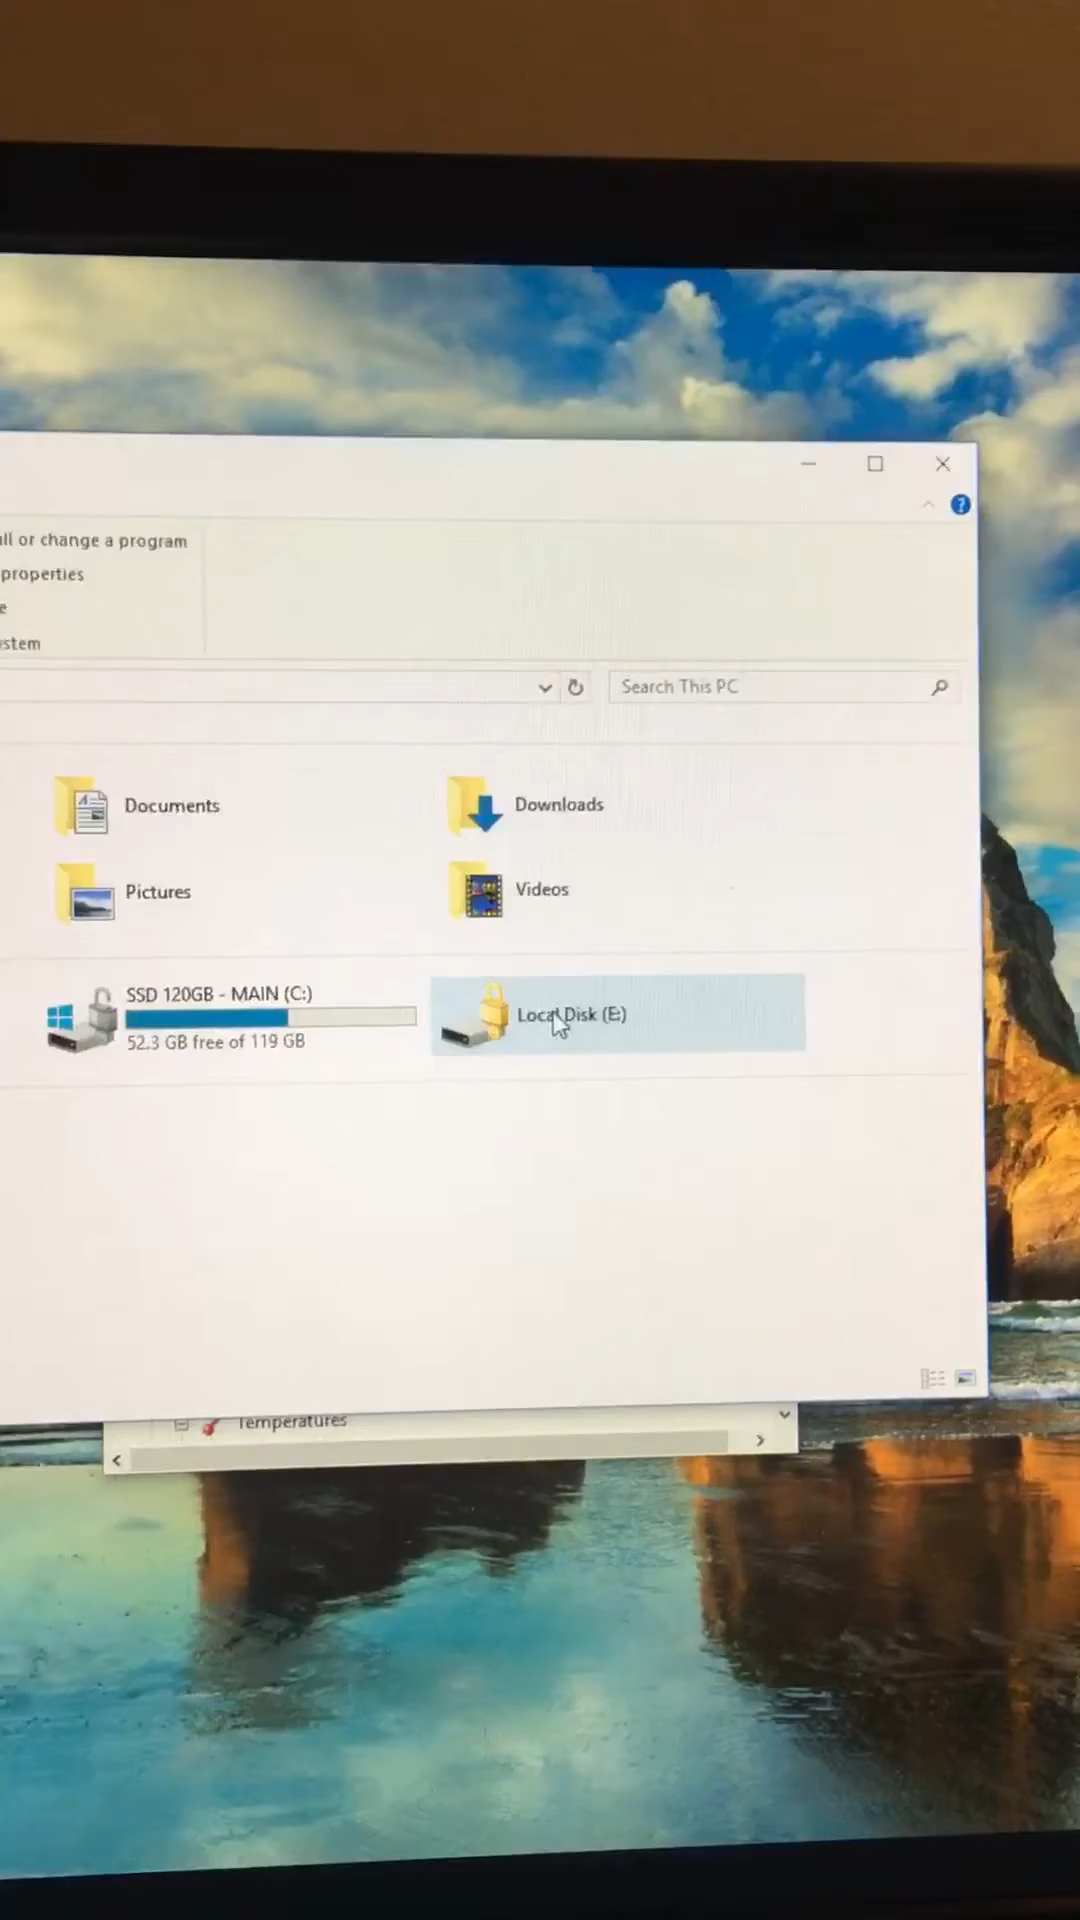 ll or change a program
properties
e
stem
Search This PC
Documents
Downloads
Pictures
Videos
SSD 120GB - MAIN (C:)
52.3 GB free of 119 GB
Local Disk (E:)
Temperatures